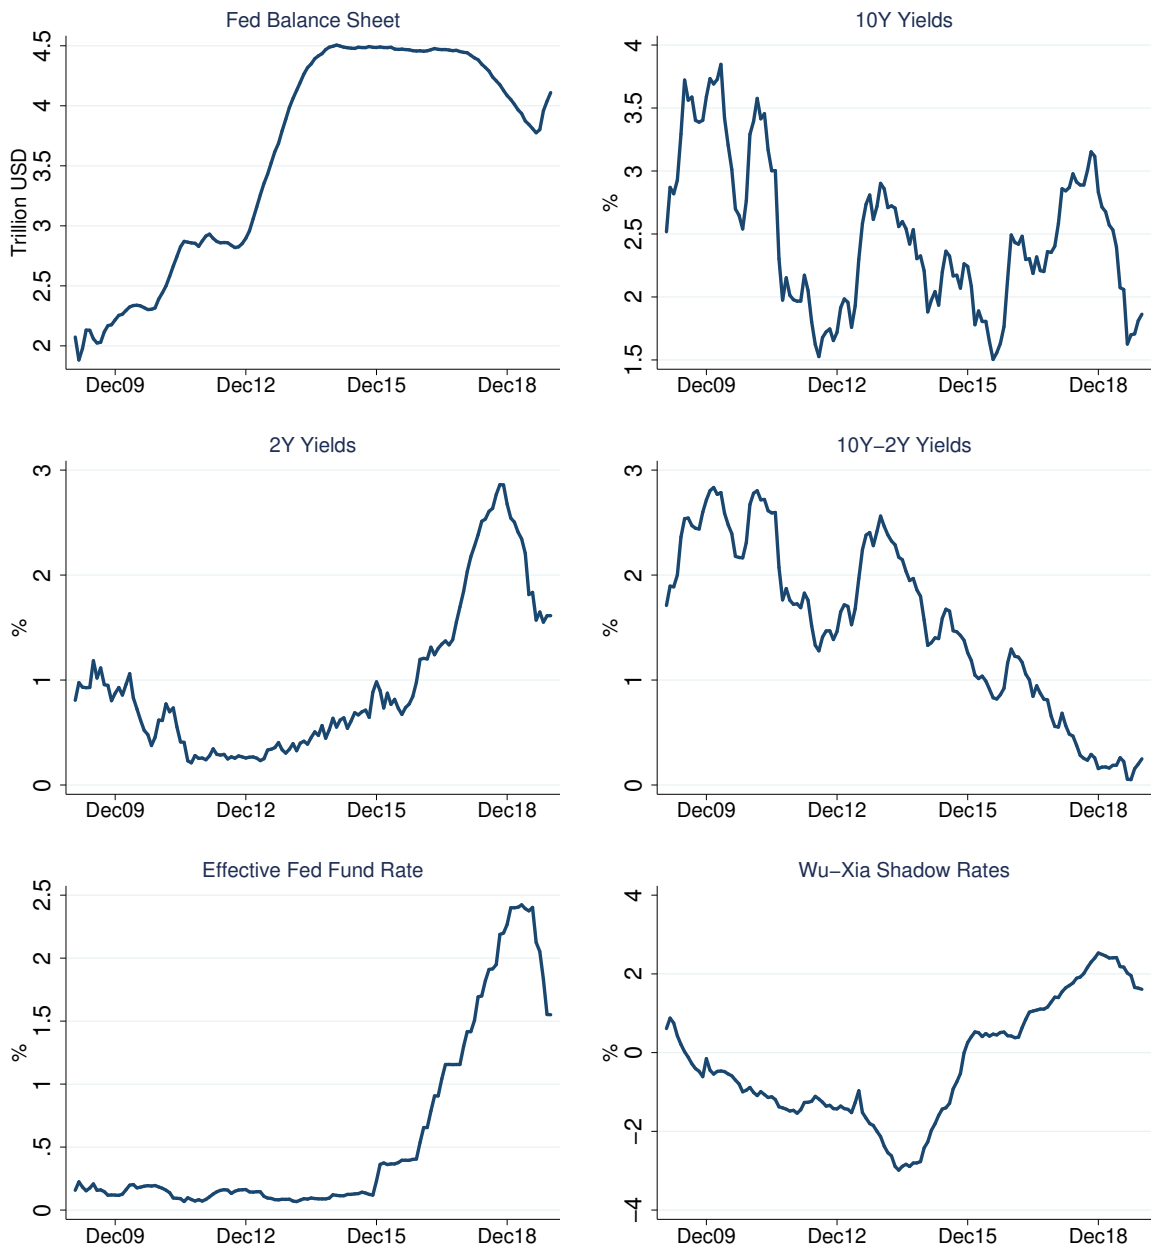 Fed Balance Sheet
Trillion USD
4.5
4
3.5
3
2.5
2
Dec09 Dec12 Dec15 Dec18
10Y Yields
%
4
3.5
3
2.5
2
1.5
Dec09 Dec12 Dec15 Dec18
2Y Yields
%
3
2
1
0
Dec09 Dec12 Dec15 Dec18
10Y−2Y Yields
%
3
2
1
0
Dec09 Dec12 Dec15 Dec18
Effective Fed Fund Rate
%
2.5
2
1.5
1
.5
0
Dec09 Dec12 Dec15 Dec18
Wu−Xia Shadow Rates
%
4
2
0
−2
−4
Dec09 Dec12 Dec15 Dec18